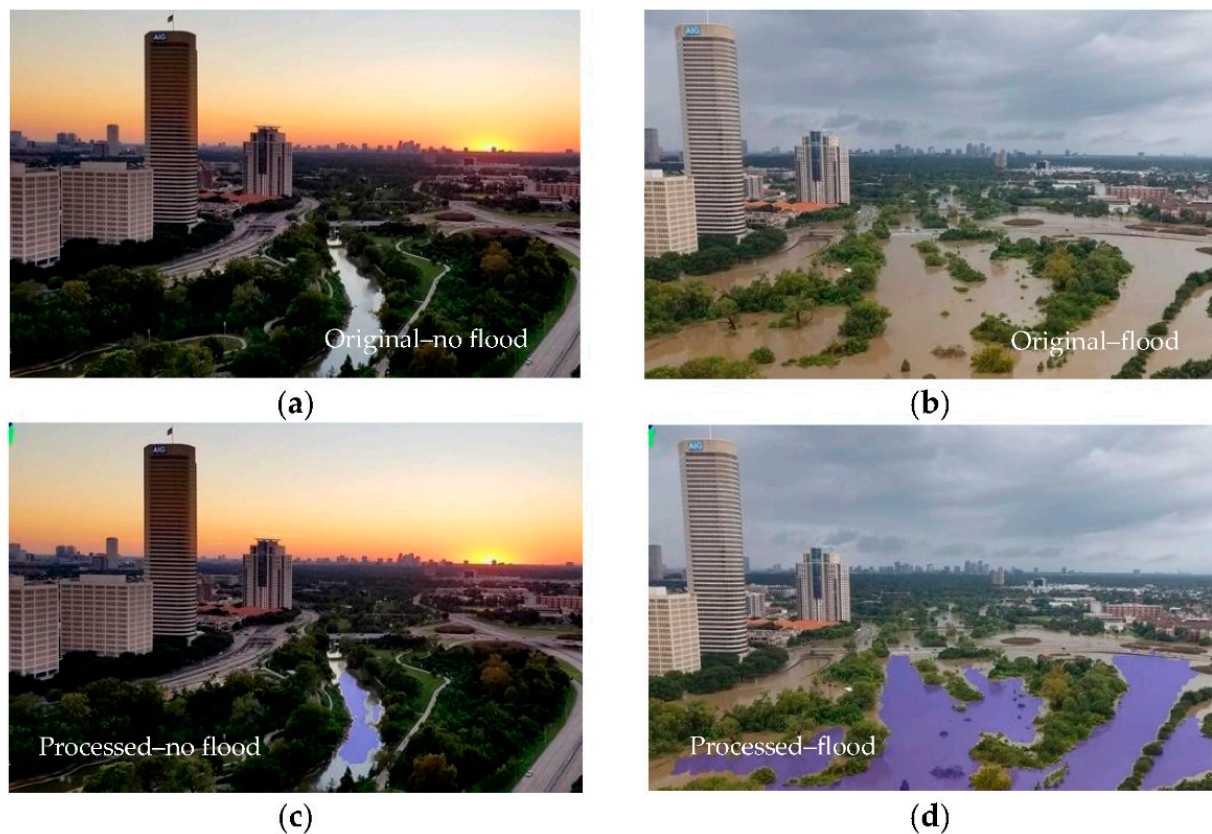 AIG
AIG
Original–no flood
Original–flood
(a)
(b)
AIG
AIG
Processed–no flood
Processed–flood
(c)
(d)